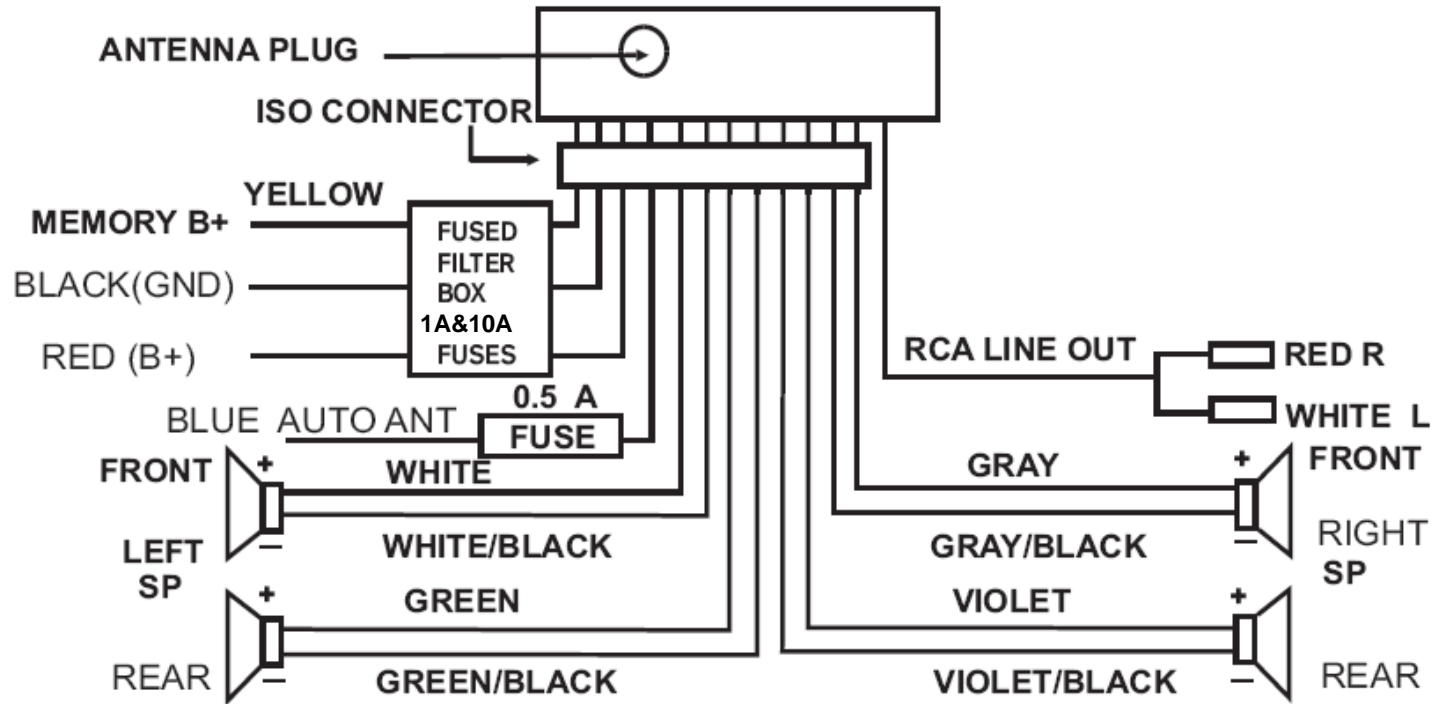 ANTENNA PLUG
ISO CONNECTOR
YELLOW
MEMORY B+
BLACK(GND)
RED (B+)
FUSED
FILTER
BOX
1A&10A
FUSES
0.5 A
FUSE
BLUE AUTO ANT
RCA LINE OUT
RED R
WHITE L
FRONT
+
WHITE
WHITE/BLACK
–
LEFT
SP
+
GREEN
GREEN/BLACK
–
REAR
GRAY
+
FRONT
GRAY/BLACK
–
RIGHT
SP
VIOLET
+
VIOLET/BLACK
–
REAR